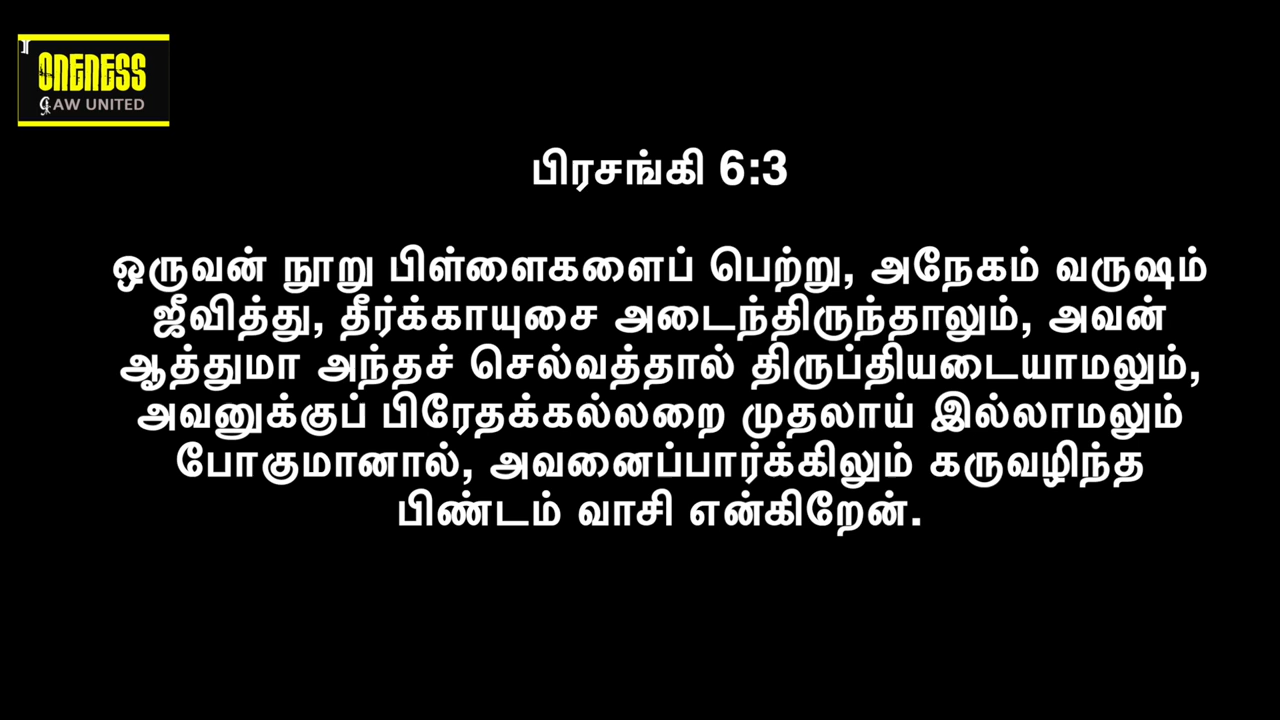 ONENESS
GAW UNITED
பிரசங்கி 6:3
ஒருவன் நூறு பிள்ளைகளைப் பெற்று, அநேகம் வருஷம்
ஜீவித்து, தீர்க்காயுசை அடைந்திருந்தாலும், அவன்
ஆத்துமா அந்தச் செல்வத்தால் திருப்தியடையாமலும்,
அவனுக்குப் பிரேதக்கல்லறை முதலாய் இல்லாமலும்
போகுமானால், அவனைப்பார்க்கிலும் கருவழிந்த
பிண்டம் வாசி என்கிறேன்.